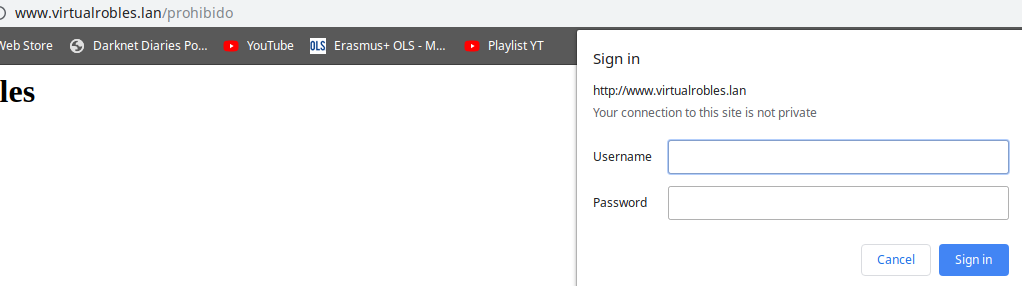 www.virtualrobles.lan/prohibido
Web Store Darknet Diaries Po... YouTube OLS Erasmus+ OLS - M... Playlist YT
les
Sign in
http://www.virtualrobles.lan
Your connection to this site is not private
Username
Password
Cancel Sign in